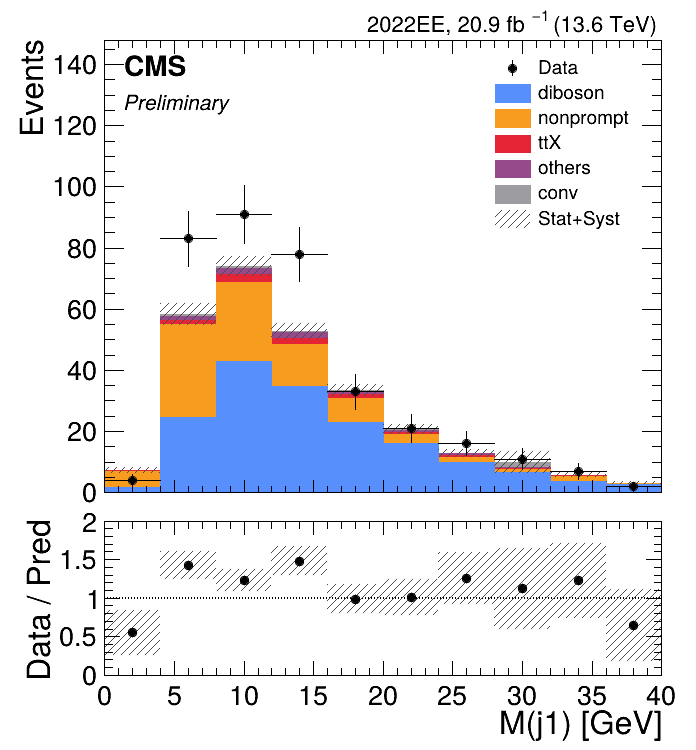 2022EE, 20.9 fb⁻¹ (13.6 TeV)
CMS
Preliminary
Events
140
120
100
80
60
40
20
0
Data
diboson
nonprompt
ttX
others
conv
Stat+Syst
Data / Pred
2
1.5
1
0.5
0
0 5 10 15 20 25 30 35 40
M(j1) [GeV]